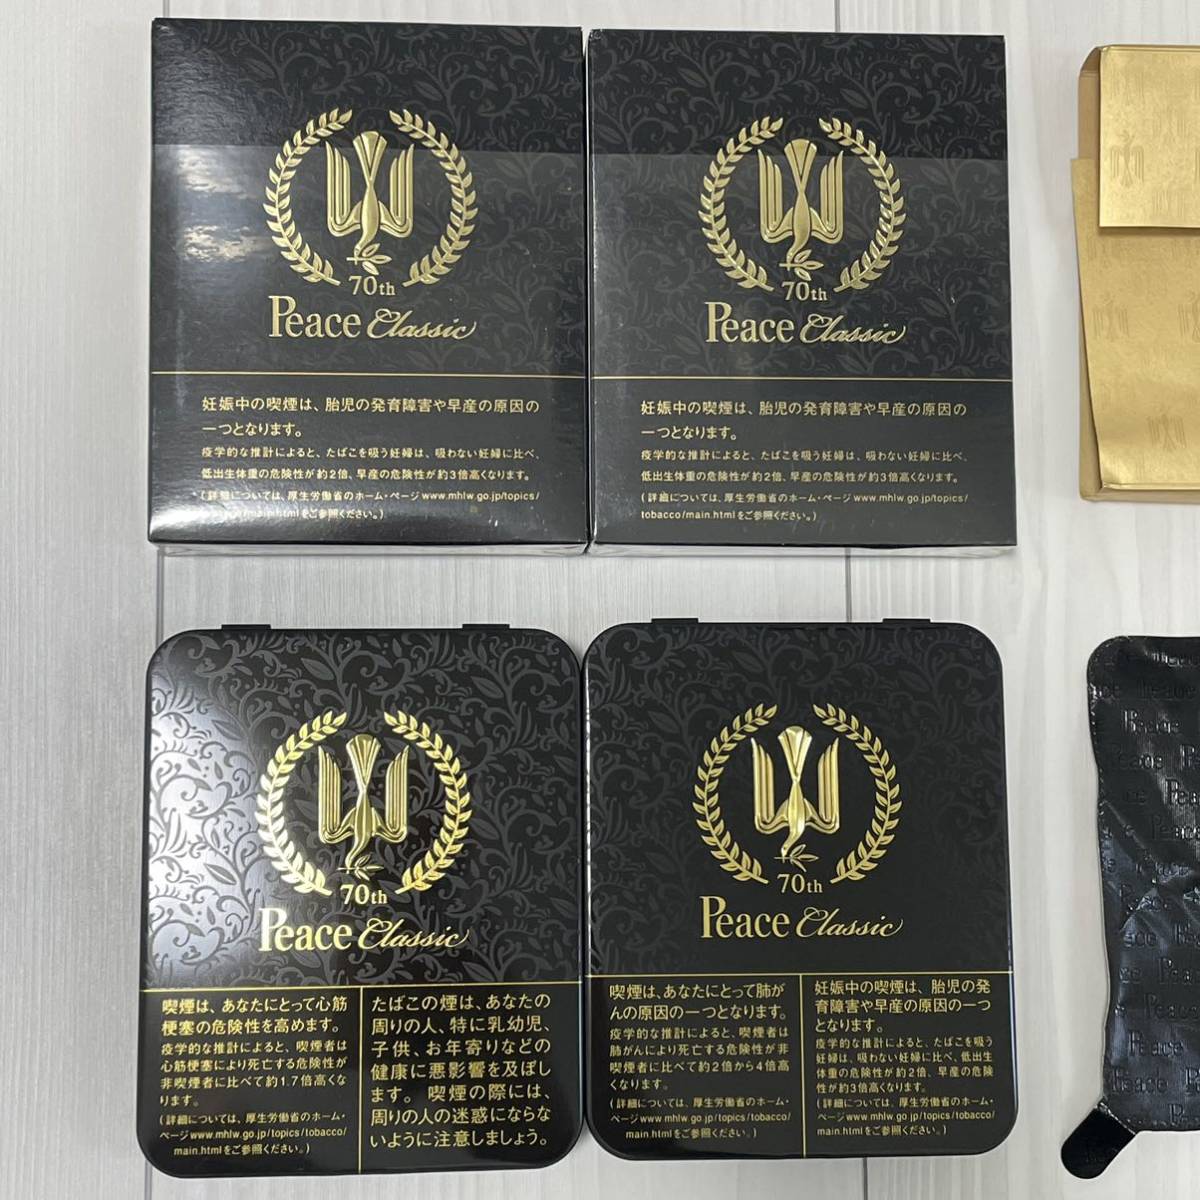 70th
Peace Classic
妊娠中の喫煙は、胎児の発育障害や早産の原因の
一つとなります。
疫学的な推計によると、たばこを吸う妊婦は、吸わない妊婦に比べ、
低出生体重の危険性が約2倍、早産の危険性が約3倍高くなります。
(詳細については、厚生労働省のホーム・ページwww.mhlw.go.jp/topics/
tobacco/main.htmlをご参照ください。)
70th
Peace Classic
妊娠中の喫煙は、胎児の発育障害や早産の原因の
一つとなります。
疫学的な推計によると、たばこを吸う妊婦は、吸わない妊婦に比べ、
低出生体重の危険性が約2倍、早産の危険性が約3倍高くなります。
(詳細については、厚生労働省のホーム・ページwww.mhlw.go.jp/topics/
tobacco/main.htmlをご参照ください。)
70th
Peace Classic
喫煙は、あなたにとって心筋
梗塞の危険性を高めます。
疫学的な推計によると、喫煙者は
心筋梗塞により死亡する危険性が
非喫煙者に比べて約1.7倍高くな
ります。
(詳細については、厚生労働省のホーム・
ページwww.mhlw.go.jp/topics/tobacco/
main.htmlをご参照ください。)
たばこの煙は、あなたの
周りの人、特に乳幼児、
子供、お年寄りなどの
健康に悪影響を及ぼし
ます。喫煙の際には、
周りの人の迷惑にならな
いように注意しましょう。
70th
Peace Classic
喫煙は、あなたにとって肺が
んの原因の一つとなります。
疫学的な推計によると、喫煙者は
肺がんにより死亡する危険性が非
喫煙者に比べて約2倍から4倍高
くなります。
(詳細については、厚生労働省のホーム・
ページwww.mhlw.go.jp/topics/tobacco/
main.htmlをご参照ください。)
妊娠中の喫煙は、胎児の発
育障害や早産の原因の一つ
となります。
疫学的な推計によると、たばこを吸う
妊婦は、吸わない妊婦に比べ、低出生
体重の危険性が約2倍、早産の危険
性が約3倍高くなります。
(詳細については、厚生労働省のホーム・
ページwww.mhlw.go.jp/topics/tobacco/
main.htmlをご参照ください。)
Peace
Peace
Peace
Peace
Peace
Peace
Peace
Peace